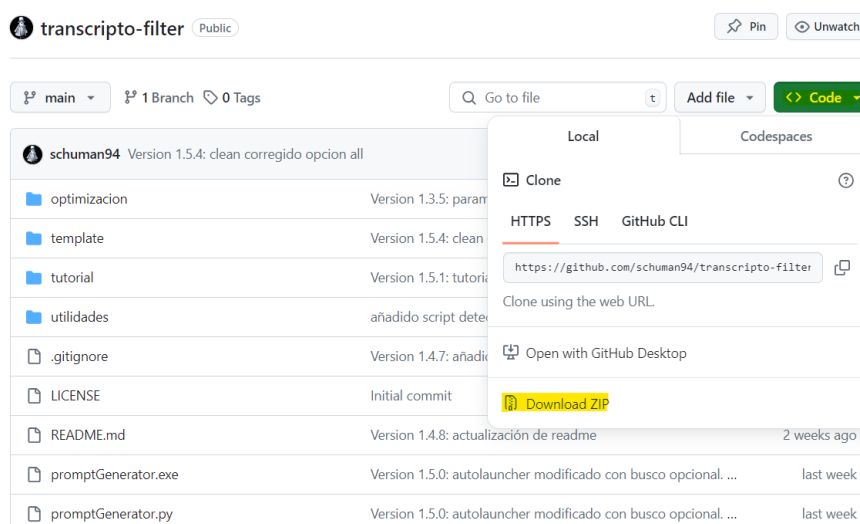 transcripto-filter Public Pin Unwatch
main 1 Branch 0 Tags Go to file t Add file Code
Local Codespaces
schuman94 Version 1.5.4: clean corregido opcion all
Clone
optimizacion Version 1.3.5: param
HTTPS SSH GitHub CLI
template Version 1.5.4: clean
https://github.com/schuman94/transcripto-filter
tutorial Version 1.5.1: tutoria
Clone using the web URL.
utilidades añadido script dete
.gitignore Version 1.4.7: añadi
Open with GitHub Desktop
LICENSE Initial commit
Download ZIP
README.md Version 1.4.8: actualización de readme 2 weeks ago
promptGenerator.exe Version 1.5.0: autolauncher modificado con busco opcional. ... last week
promptGenerator.py Version 1.5.0: autolauncher modificado con busco opcional. ... last week